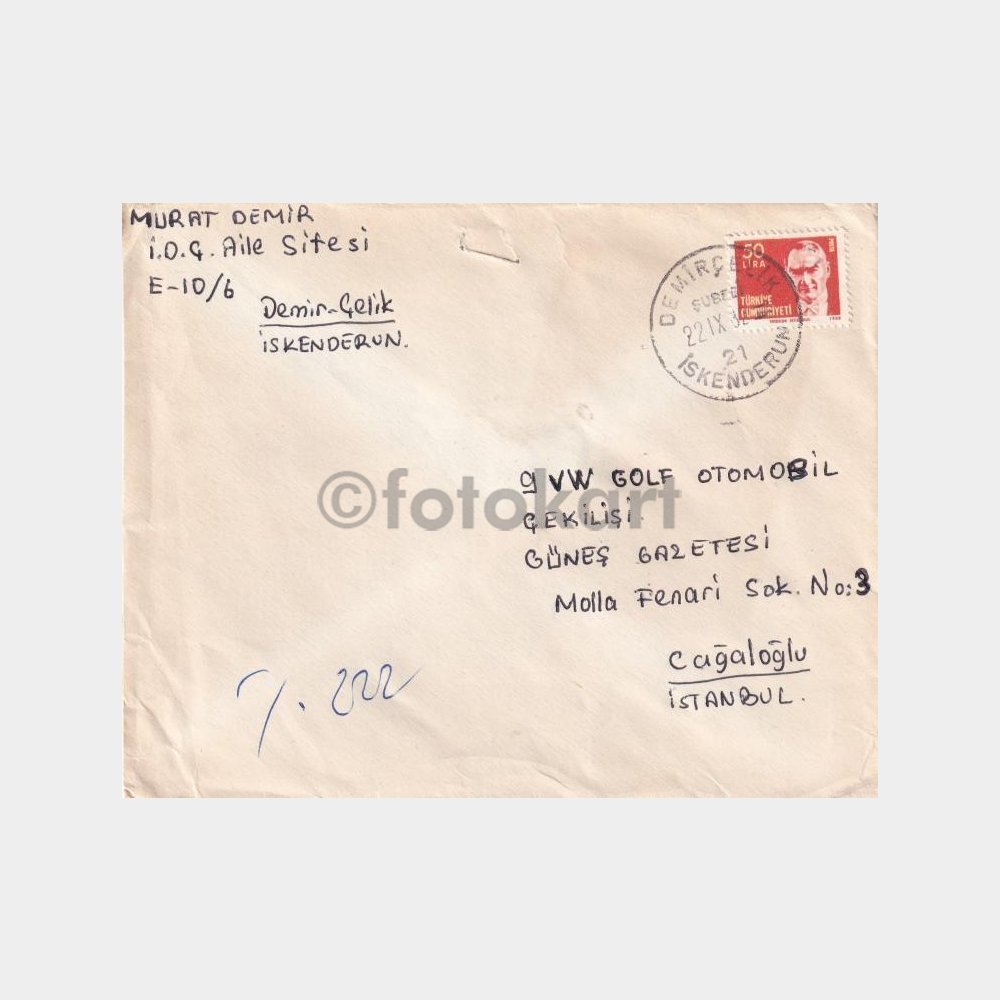 MURAT DEMİR
İ.D.Ç. Aile Sitesi
E-10/6
Demir-Çelik
İSKENDERUN.
50
LİRA
TÜRKİYE
CUMHURİYETİ
DEMİRÇELİK
ŞUBESİ
22 IX
21
İSKENDERUN
©fotokart
9 VW GOLF OTOMOBİL
ÇEKİLİŞİ
GÜNEŞ GAZETESİ
Molla Fenari Sok. No:3
Cağaloğlu
İSTANBUL.